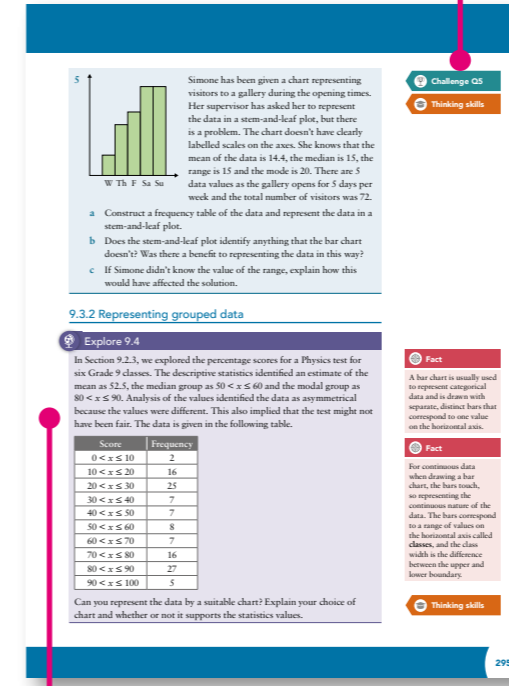 5
Simone has been given a chart representing
visitors to a gallery during the opening times.
Her supervisor has asked her to represent
the data in a stem-and-leaf plot, but there
is a problem. The chart doesn't have clearly
labelled scales on the axes. She knows that the
mean of the data is 14.4, the median is 15, the
range is 15 and the mode is 20. There are 5
data values as the gallery opens for 5 days per
week and the total number of visitors was 72.
W Th F Sa Su
a Construct a frequency table of the data and represent the data in a
stem-and-leaf plot.
b Does the stem-and-leaf plot identify anything that the bar chart
doesn't? Was there a benefit to representing the data in this way?
c If Simone didn't know the value of the range, explain how this
would have affected the solution.
Challenge Q5
Thinking skills
9.3.2 Representing grouped data
Explore 9.4
In Section 9.2.3, we explored the percentage scores for a Physics test for
six Grade 9 classes. The descriptive statistics identified an estimate of the
mean as 52.5, the median group as 50 < x ≤ 60 and the modal group as
80 < x ≤ 90. Analysis of the values identified the data as asymmetrical
because the values were different. This also implied that the test might not
have been fair. The data is given in the following table.
Score Frequency
0 < x ≤ 10 2
10 < x ≤ 20 16
20 < x ≤ 30 25
30 < x ≤ 40 7
40 < x ≤ 50 7
50 < x ≤ 60 8
60 < x ≤ 70 7
70 < x ≤ 80 16
80 < x ≤ 90 27
90 < x ≤ 100 5
Can you represent the data by a suitable chart? Explain your choice of
chart and whether or not it supports the statistics values.
Fact
A bar chart is usually used
to represent categorical
data and is drawn with
separate, distinct bars that
correspond to one value
on the horizontal axis.
Fact
For continuous data
when drawing a bar
chart, the bars touch,
so representing the
continuous nature of the
data. The bars correspond
to a range of values on
the horizontal axis called
classes, and the class
width is the difference
between the upper and
lower boundary.
Thinking skills
295